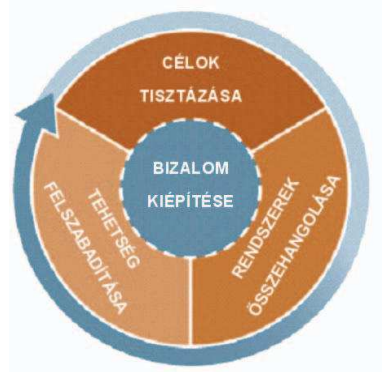 CÉLOK
TISZTÁZÁSA
BIZALOM
KIÉPÍTÉSE
RENDSZEREK
ÖSSZEHANGOLÁSA
TEHETSÉG
FELSZABADÍTÁSA